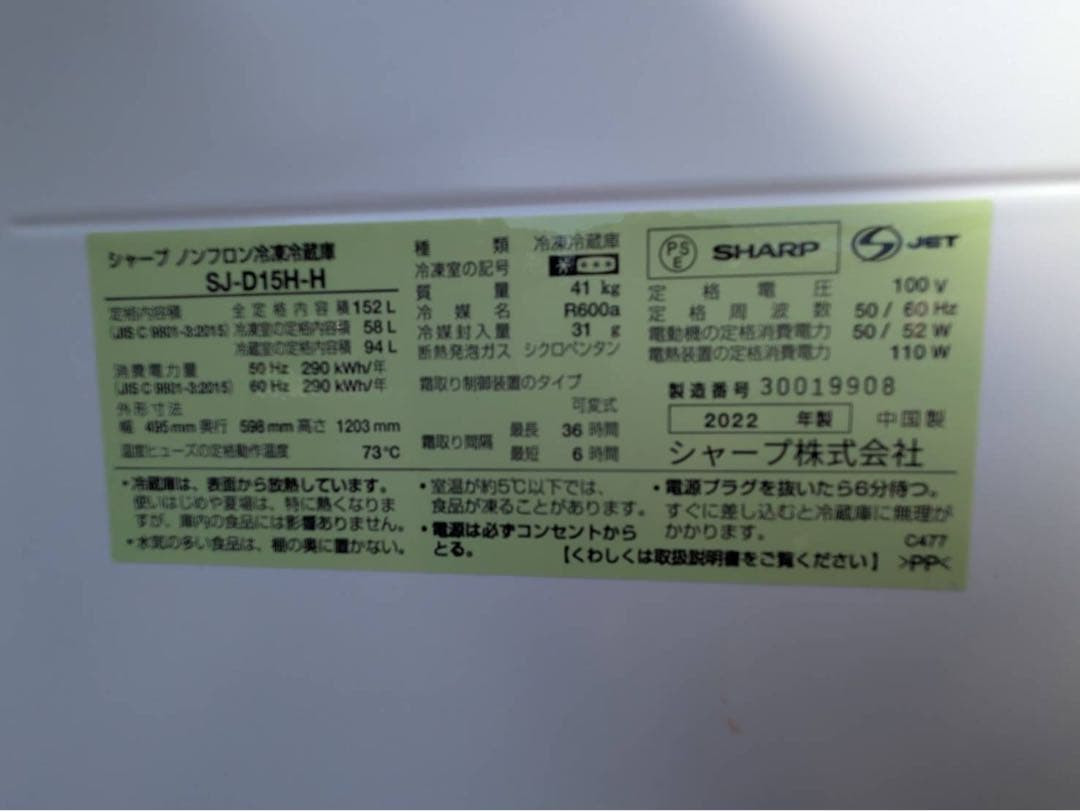 シャープ ノンフロン冷凍冷蔵庫
SJ-D15H-H
定格内容積 全定格内容積 152 L
(JIS C 9801-3:2015) 冷凍室の定格内容積 58 L
冷蔵室の定格内容積 94 L
消費電力量 50 Hz 290 kWh/年
(JIS C 9801-3:2015) 60 Hz 290 kWh/年
外形寸法
幅 495 mm 奥行 598 mm 高さ 1203 mm
温度ヒューズの定格動作温度 73℃
種類 冷凍冷蔵庫
冷凍室の記号
質量 41 kg
冷媒名 R600a
冷媒封入量 31 g
断熱発泡ガス シクロペンタン
霜取り制御装置のタイプ
可変式
霜取り間隔 最長 36 時間
最短 6 時間
PSE SHARP JET
定格電圧 100 V
定格周波数 50 / 60 Hz
電動機の定格消費電力 50 / 52 W
電熱装置の定格消費電力 110 W
製造番号 30019908
2022 年製 中国製
シャープ株式会社
・冷蔵庫は、表面から放熱しています。
使いはじめや夏場は、特に熱くなりま
すが、庫内の食品には影響ありません。
・水気の多い食品は、棚の奥に置かない。
・室温が約5℃以下では、
食品が凍ることがあります。
・電源は必ずコンセントから
とる。
・電源プラグを抜いたら6分待つ。
すぐに差し込むと冷蔵庫に無理が
かかります。
C477
【くわしくは取扱説明書をご覧ください】 >PP<